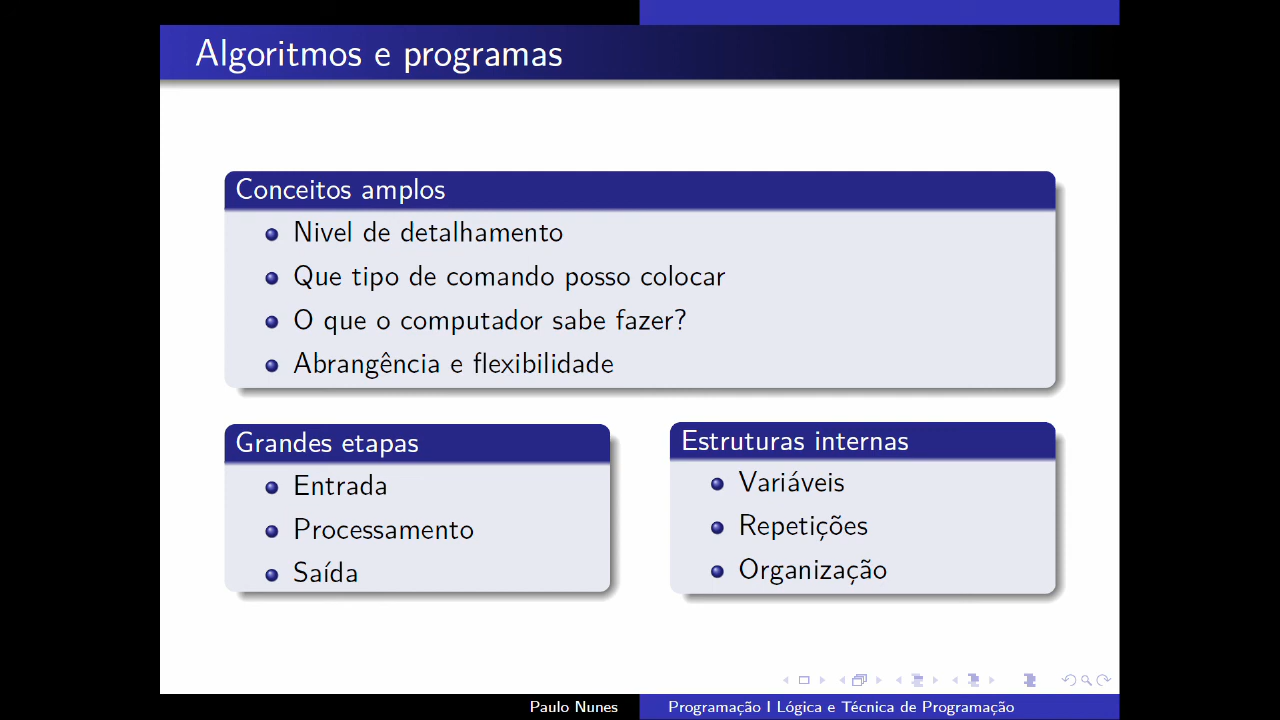 Algoritmos e programas
Conceitos amplos
Nivel de detalhamento
Que tipo de comando posso colocar
O que o computador sabe fazer?
Abrangência e flexibilidade
Grandes etapas
Entrada
Processamento
Saída
Estruturas internas
Variáveis
Repetições
Organização
Paulo Nunes
Programação I Lógica e Técnica de Programação